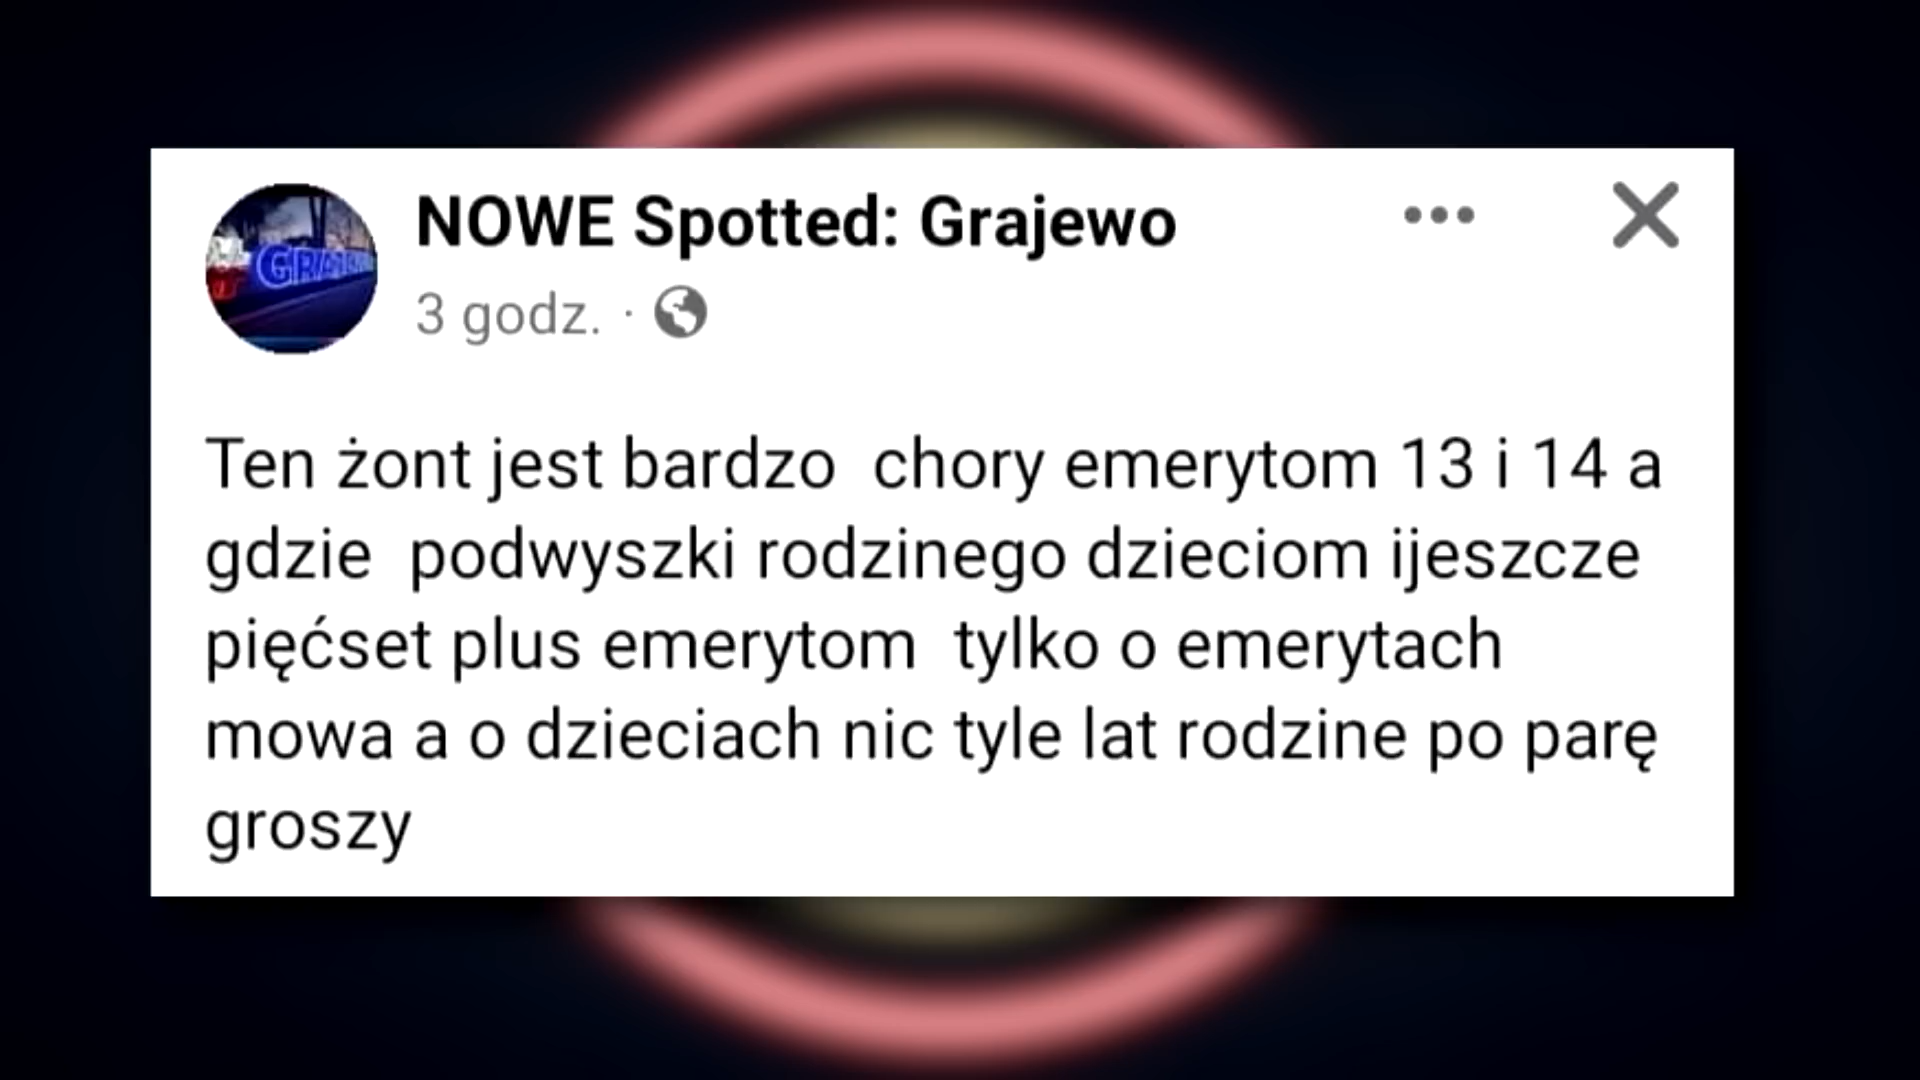 NOWE Spotted: Grajewo
3 godz. ·
Ten żont jest bardzo  chory emerytom 13 i 14 a
gdzie  podwyszki rodzinego dzieciom ijeszcze
pięćset plus emerytom  tylko o emerytach
mowa a o dzieciach nic tyle lat rodzine po parę
groszy